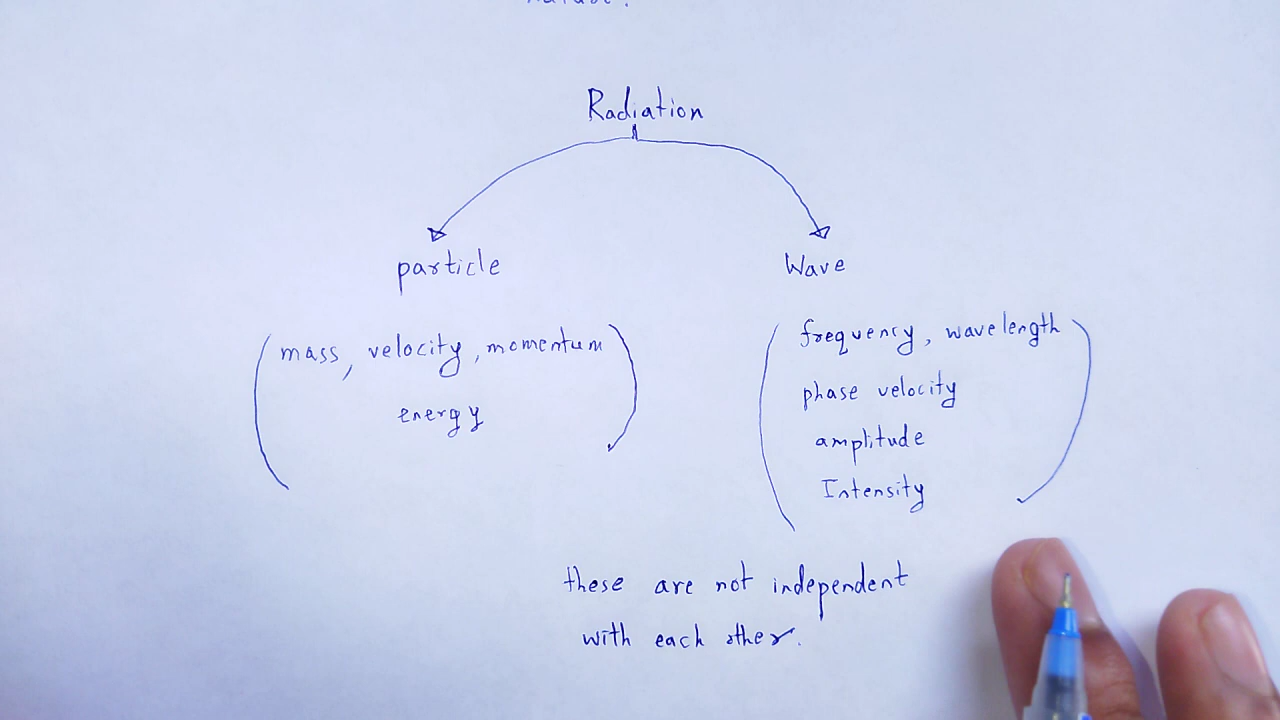 Radiation
particle
Wave
mass, velocity, momentum
energy
frequency, wavelength
phase velocity
amplitude
Intensity
these are not independent
with each other.